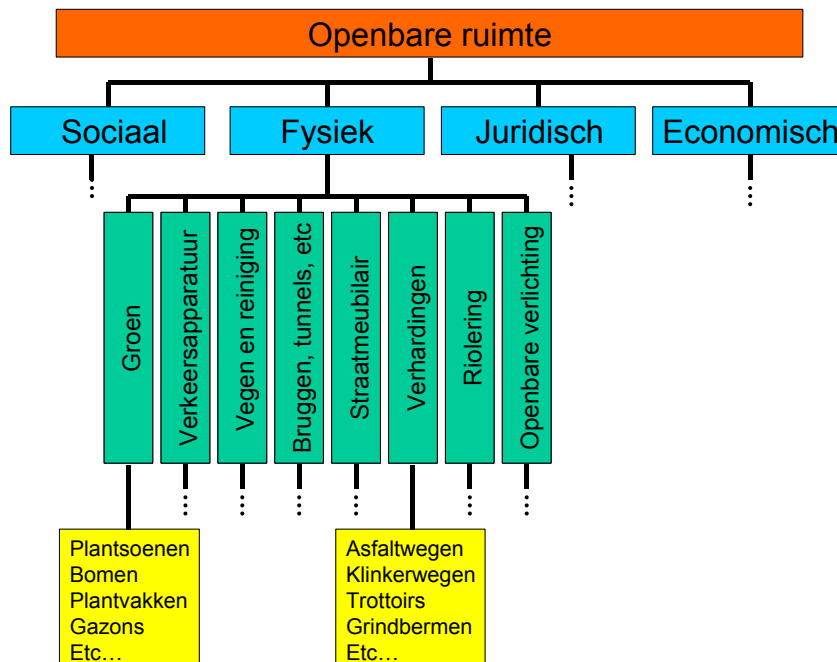 Openbare ruimte
Sociaal
Fysiek
Juridisch
Economisch
Groen
Verkeersapparatuur
Vegen en reiniging
Bruggen, tunnels, etc
Straatmeubilair
Verhardingen
Riolering
Openbare verlichting
Plantsoenen
Bomen
Plantvakken
Gazons
Etc…
Asfaltwegen
Klinkerwegen
Trottoirs
Grindbermen
Etc…